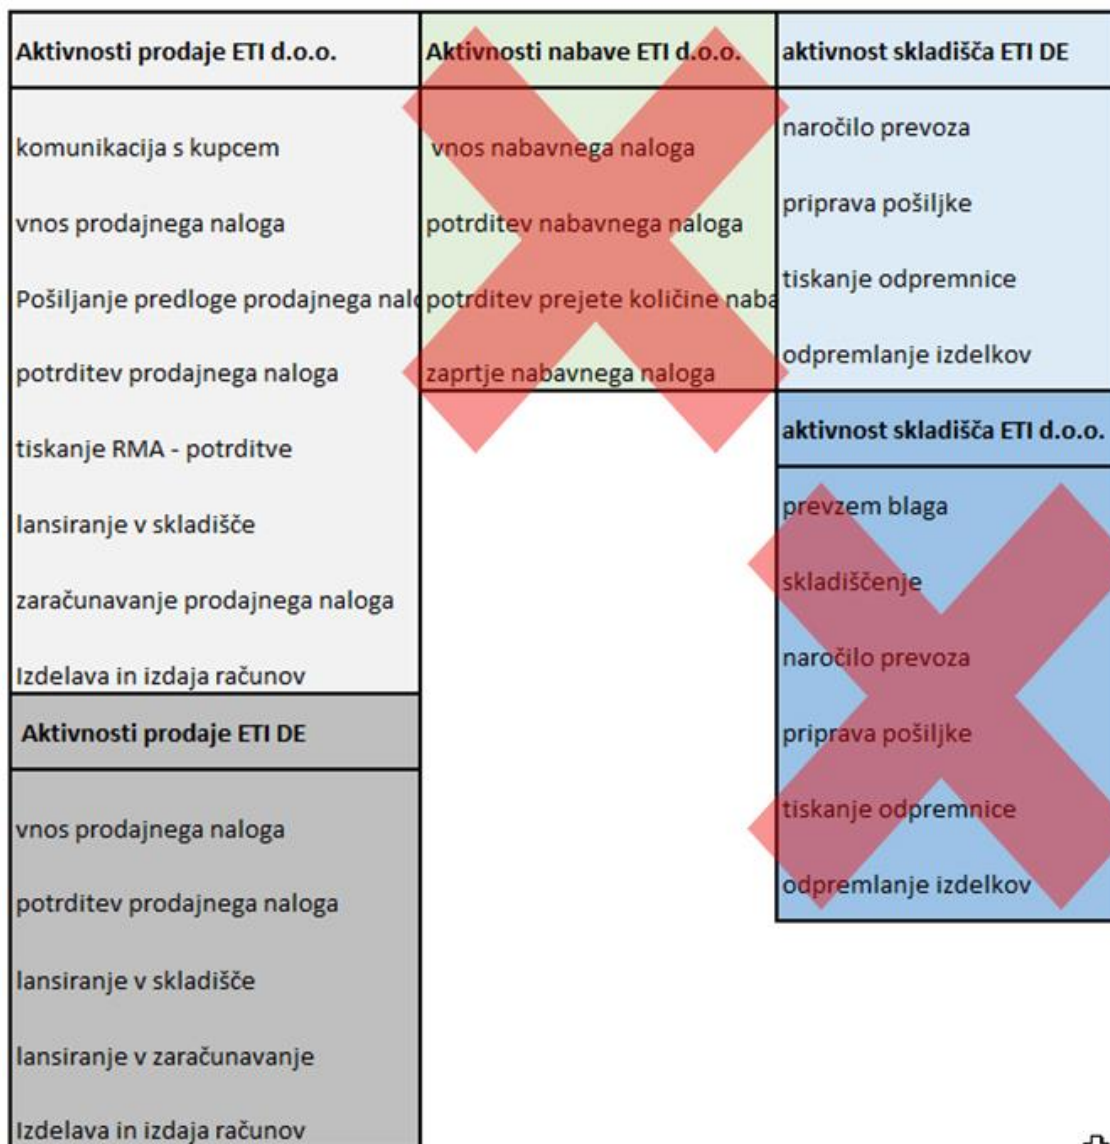 Aktivnosti prodaje ETI d.o.o.
komunikacija s kupcem
vnos prodajnega naloga
Pošiljanje predloge prodajnega nalo
potrditev prodajnega naloga
tiskanje RMA - potrditve
lansiranje v skladišče
zaračunavanje prodajnega naloga
Izdelava in izdaja računov
Aktivnosti prodaje ETI DE
vnos prodajnega naloga
potrditev prodajnega naloga
lansiranje v skladišče
lansiranje v zaračunavanje
Izdelava in izdaja računov
Aktivnosti nabave ETI d.o.o.
vnos nabavnega naloga
potrditev nabavnega naloga
potrditev prejete količine naba
zaprtje nabavnega naloga
aktivnost skladišča ETI DE
naročilo prevoza
priprava pošiljke
tiskanje odpremnice
odpremlanje izdelkov
aktivnost skladišča ETI d.o.o.
prevzem blaga
skladiščenje
naročilo prevoza
priprava pošiljke
tiskanje odpremnice
odpremlanje izdelkov